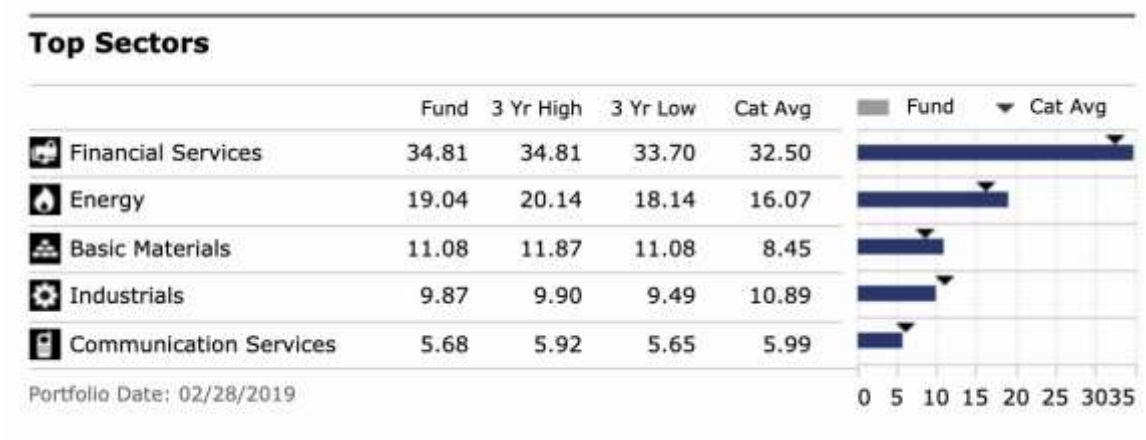 Top Sectors
Fund 3 Yr High 3 Yr Low Cat Avg Fund Cat Avg
Financial Services 34.81 34.81 33.70 32.50
Energy 19.04 20.14 18.14 16.07
Basic Materials 11.08 11.87 11.08 8.45
Industrials 9.87 9.90 9.49 10.89
Communication Services 5.68 5.92 5.65 5.99
Portfolio Date: 02/28/2019 0 5 10 15 20 25 3035